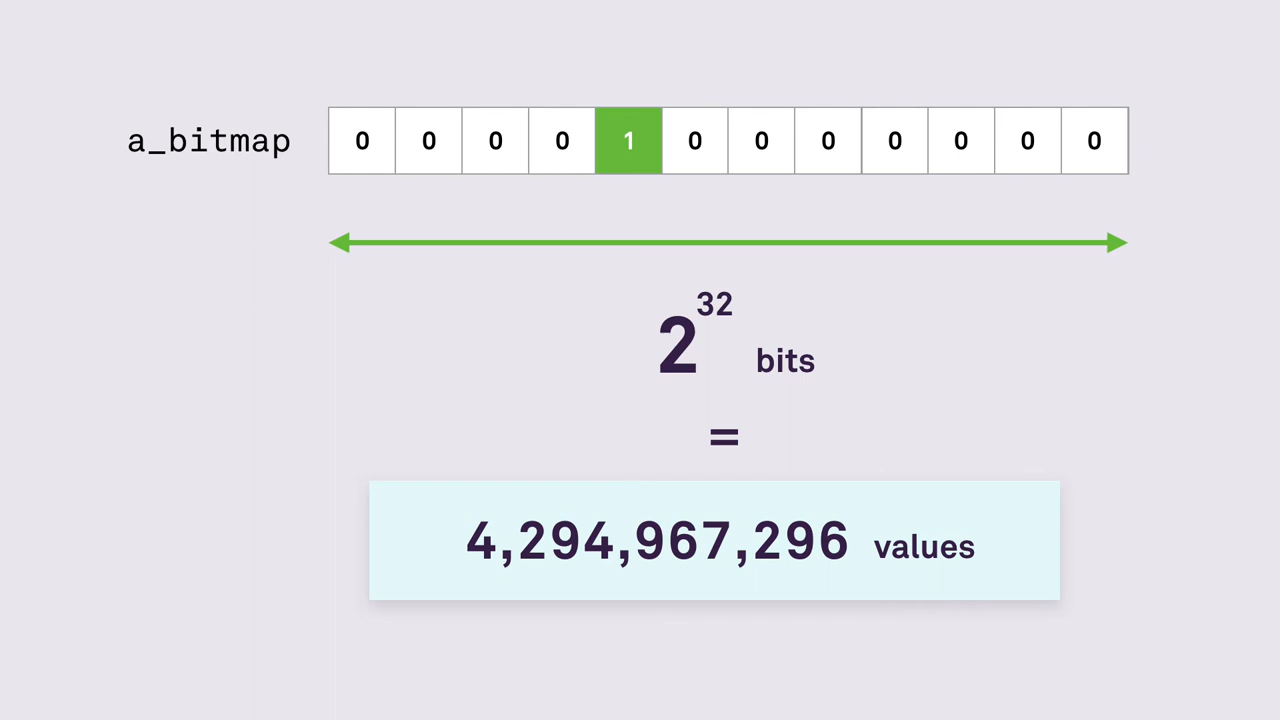 a_bitmap 0 0 0 0 1 0 0 0 0 0 0 0
2^32 bits
=
4,294,967,296 values